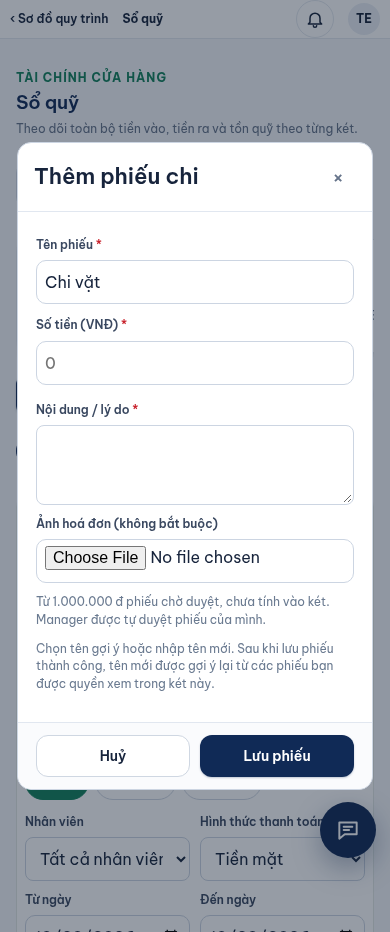 ‹ Sơ đồ quy trình Sổ quỹ
TE
TÀI CHÍNH CỬA HÀNG
Sổ quỹ
Theo dõi toàn bộ tiền vào, tiền ra và tồn quỹ theo từng két.
Thêm phiếu chi
×
Tên phiếu *
Chi vặt
Số tiền (VNĐ) *
0
Nội dung / lý do *
Ảnh hoá đơn (không bắt buộc)
Choose File No file chosen
Từ 1.000.000 đ phiếu chờ duyệt, chưa tính vào két.
Manager được tự duyệt phiếu của mình.
Chọn tên gợi ý hoặc nhập tên mới. Sau khi lưu phiếu
thành công, tên mới được gợi ý lại từ các phiếu bạn
được quyền xem trong két này.
Huỷ Lưu phiếu
Nhân viên Hình thức thanh toán
Tất cả nhân viên Tiền mặt
Từ ngày Đến ngày